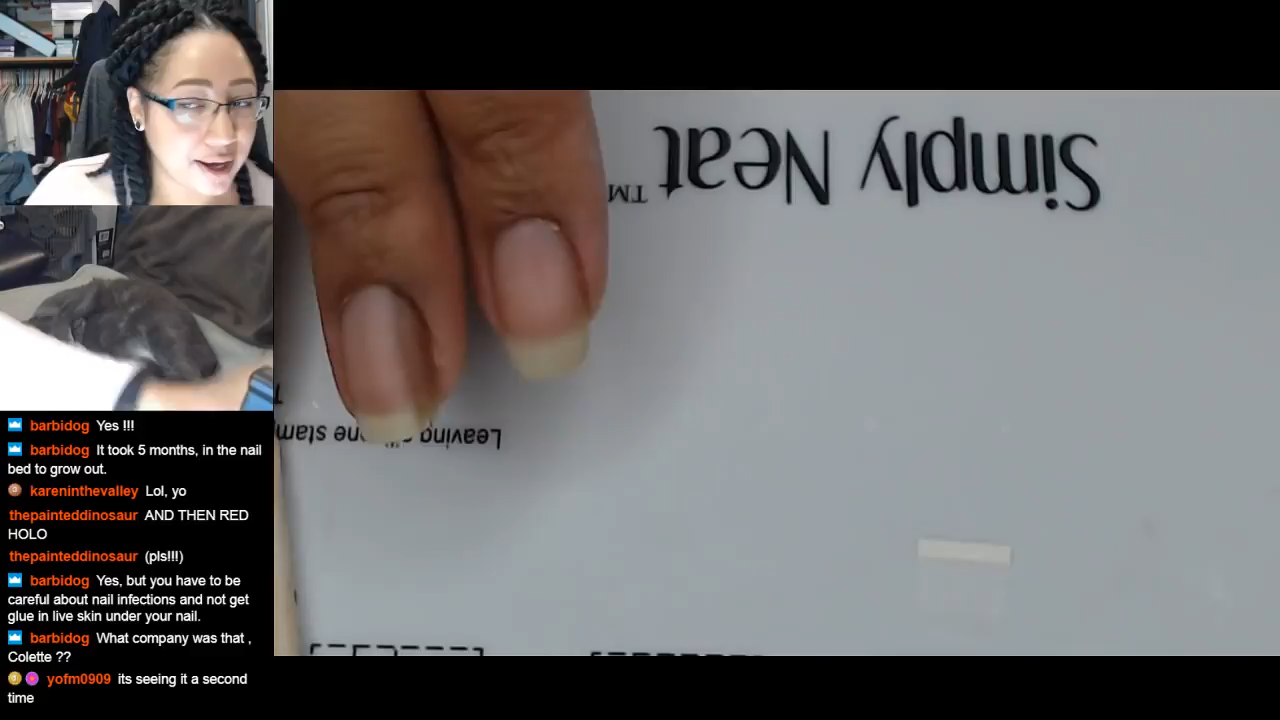 Simply Neat™
Leaving
stamp
barbidog Yes !!!
barbidog It took 5 months, in the nail
bed to grow out.
kareninthevalley Lol, yo
thepainteddinosaur AND THEN RED
HOLO
thepainteddinosaur (pls!!!)
barbidog Yes, but you have to be
careful about nail infections and not get
glue in live skin under your nail.
barbidog What company was that ,
Colette ??
yofm0909 its seeing it a second
time